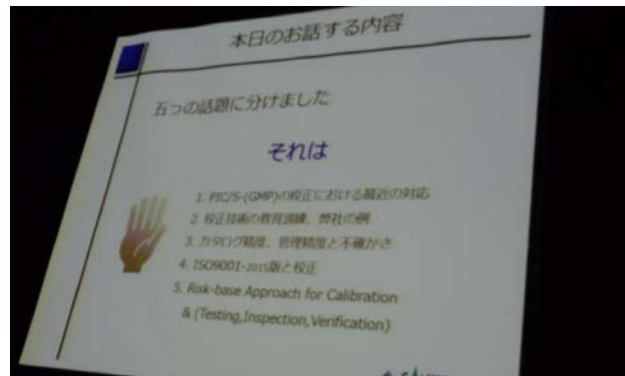 本日のお話する内容
五つの話題に分けました
それは
1. PIC/S-(GMP)の校正における最近の対応
2. 校正技術の教育訓練、弊社の例
3. カタログ精度、管理精度と不確かさ
4. ISO9001-2015版と校正
5. Risk-base Approach for Calibration
& (Testing,Inspection,Verification)